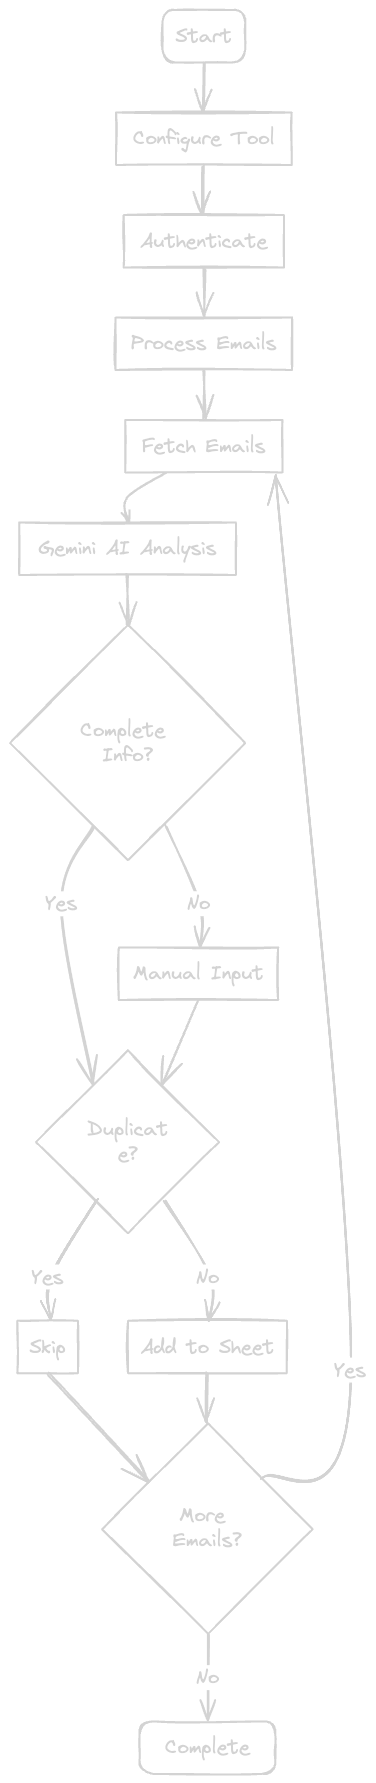 Start
Configure Tool
Authenticate
Process Emails
Fetch Emails
Gemini AI Analysis
Complete
Info?
Yes
No
Manual Input
Duplicat
e?
Yes
No
Skip
Add to Sheet
Yes
More
Emails?
No
Complete